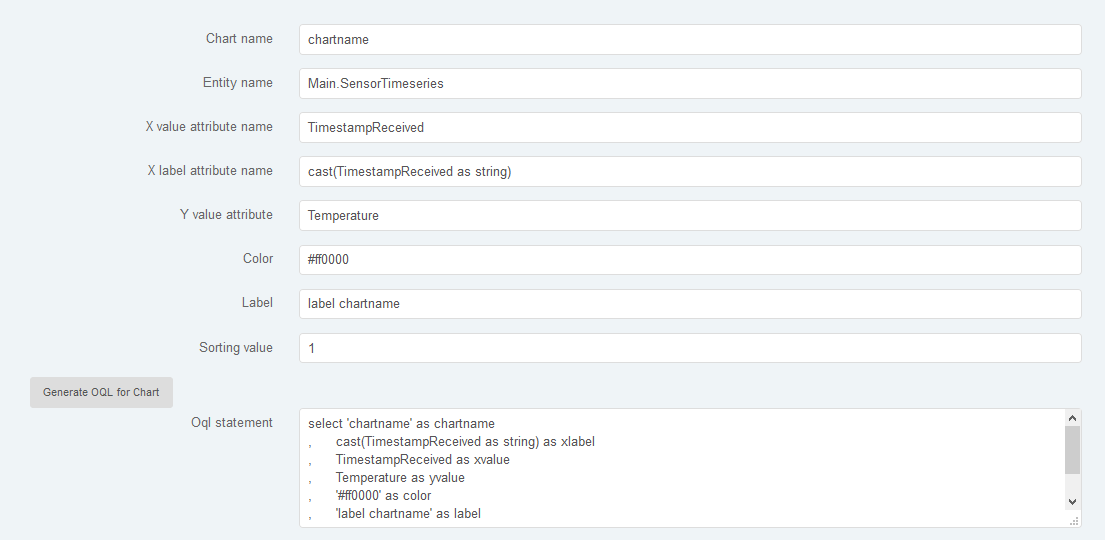 Chart name chartname
Entity name Main.SensorTimeseries
X value attribute name TimestampReceived
X label attribute name cast(TimestampReceived as string)
Y value attribute Temperature
Color #ff0000
Label label chartname
Sorting value 1
Generate OQL for Chart
Oql statement select 'chartname' as chartname
, cast(TimestampReceived as string) as xlabel
, TimestampReceived as xvalue
, Temperature as yvalue
, '#ff0000' as color
, 'label chartname' as label